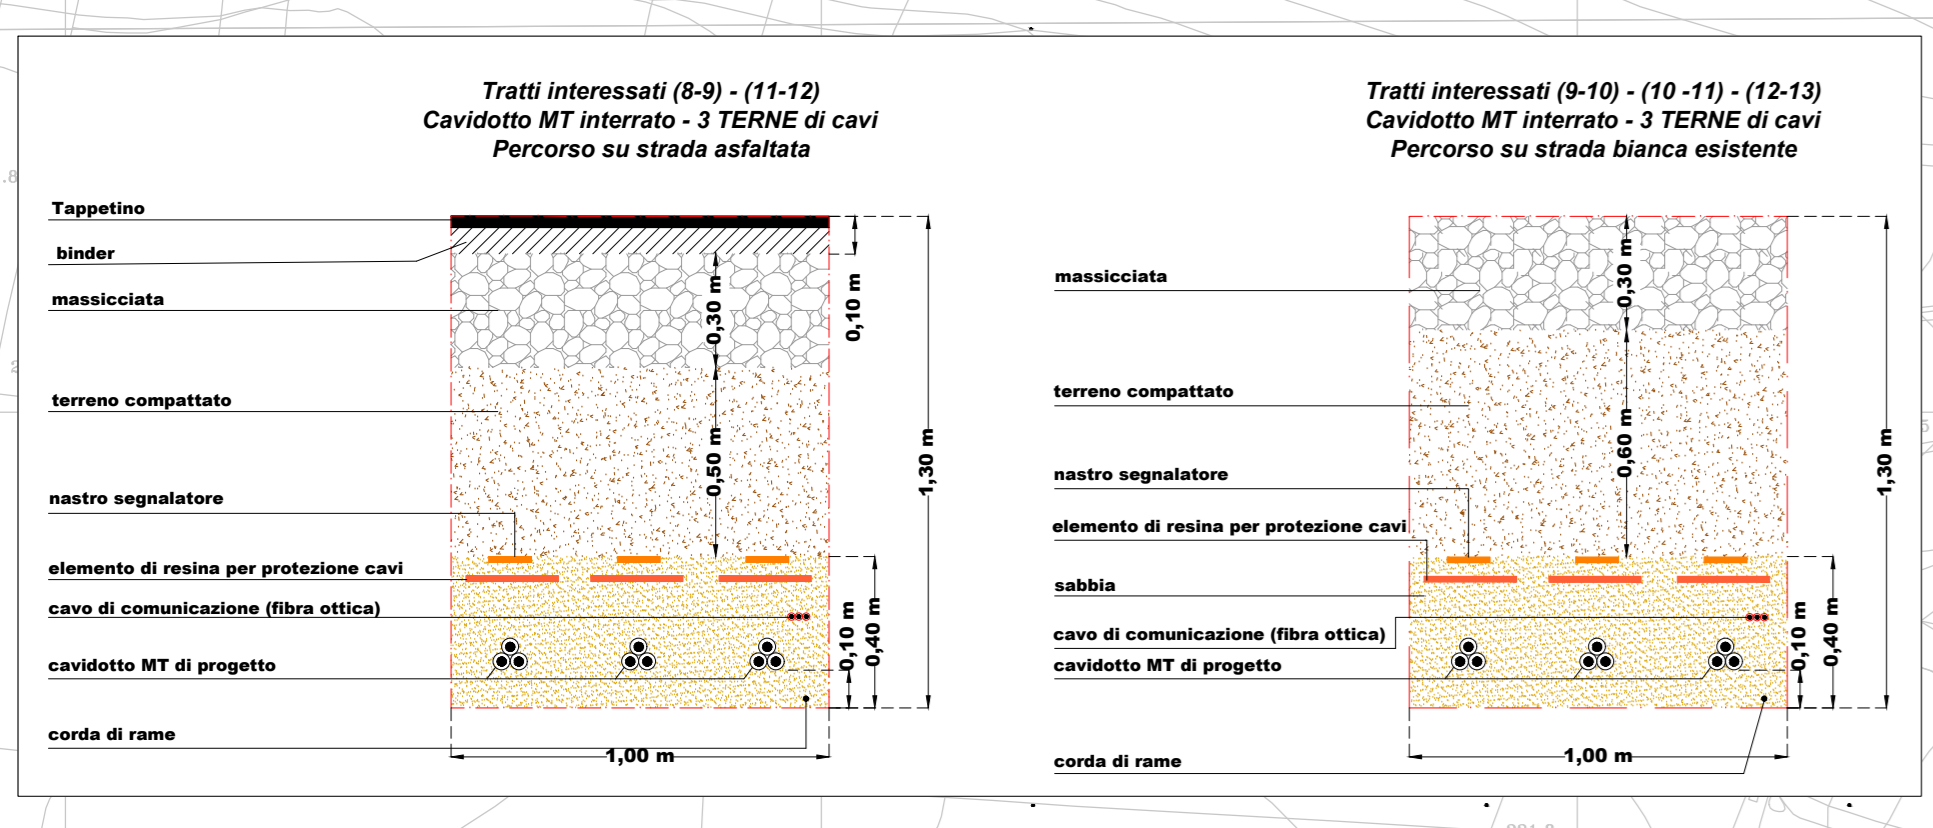 Tratti interessati (8-9) - (11-12)
Cavidotto MT interrato - 3 TERNE di cavi
Percorso su strada asfaltata
Tappetino
binder
massicciata
terreno compattato
nastro segnalatore
elemento di resina per protezione cavi
cavo di comunicazione (fibra ottica)
cavidotto MT di progetto
corda di rame
0,30 m
0,10 m
0,50 m
1,30 m
0,10 m
0,40 m
1,00 m
Tratti interessati (9-10) - (10 -11) - (12-13)
Cavidotto MT interrato - 3 TERNE di cavi
Percorso su strada bianca esistente
massicciata
terreno compattato
nastro segnalatore
elemento di resina per protezione cavi
sabbia
cavo di comunicazione (fibra ottica)
cavidotto MT di progetto
corda di rame
0,30 m
0,60 m
1,30 m
0,10 m
0,40 m
1,00 m